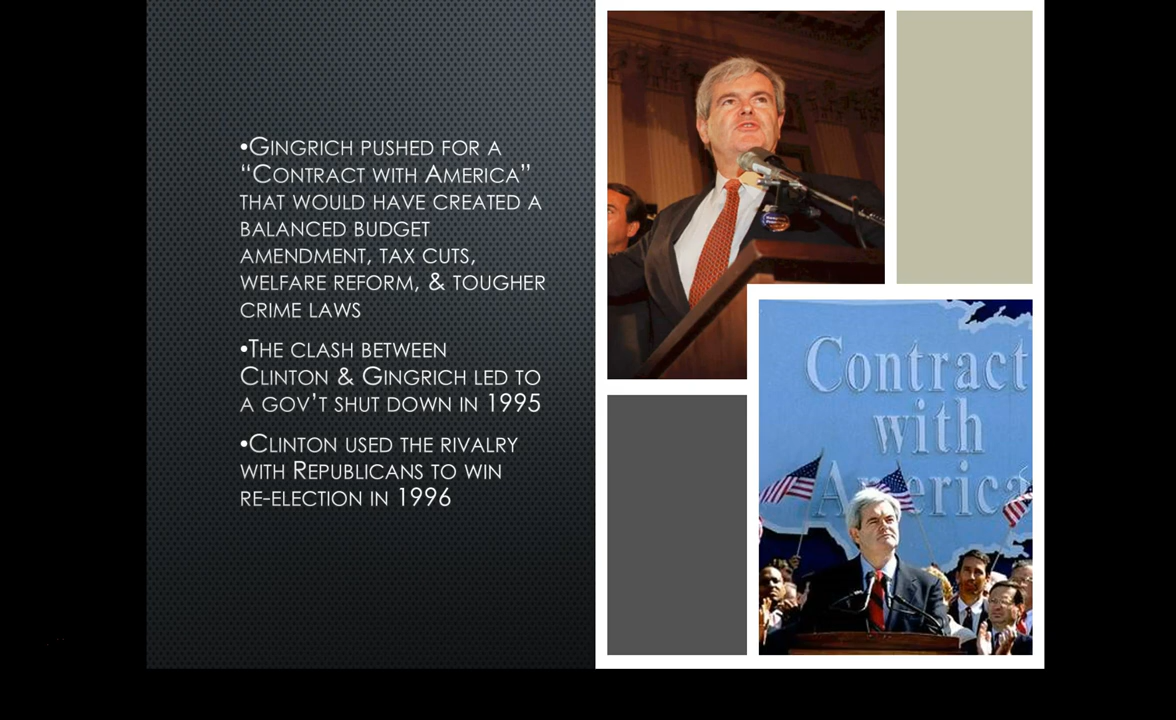 •Gingrich pushed for a
“Contract with America”
that would have created a
balanced budget
amendment, tax cuts,
welfare reform, & tougher
crime laws
•The clash between
Clinton & Gingrich led to
a gov’t shut down in 1995
•Clinton used the rivalry
with Republicans to win
re-election in 1996
Contract
with
America